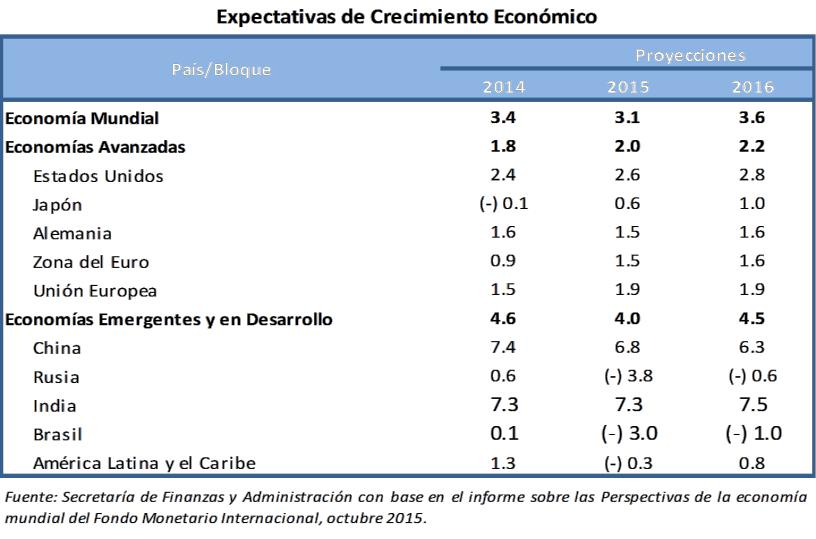 Expectativas de Crecimiento Económico
País/Bloque Proyecciones
2014 2015 2016
Economía Mundial 3.4 3.1 3.6
Economías Avanzadas 1.8 2.0 2.2
Estados Unidos 2.4 2.6 2.8
Japón (-) 0.1 0.6 1.0
Alemania 1.6 1.5 1.6
Zona del Euro 0.9 1.5 1.6
Unión Europea 1.5 1.9 1.9
Economías Emergentes y en Desarrollo 4.6 4.0 4.5
China 7.4 6.8 6.3
Rusia 0.6 (-) 3.8 (-) 0.6
India 7.3 7.3 7.5
Brasil 0.1 (-) 3.0 (-) 1.0
América Latina y el Caribe 1.3 (-) 0.3 0.8
Fuente: Secretaría de Finanzas y Administración con base en el informe sobre las Perspectivas de la economía
mundial del Fondo Monetario Internacional, octubre 2015.